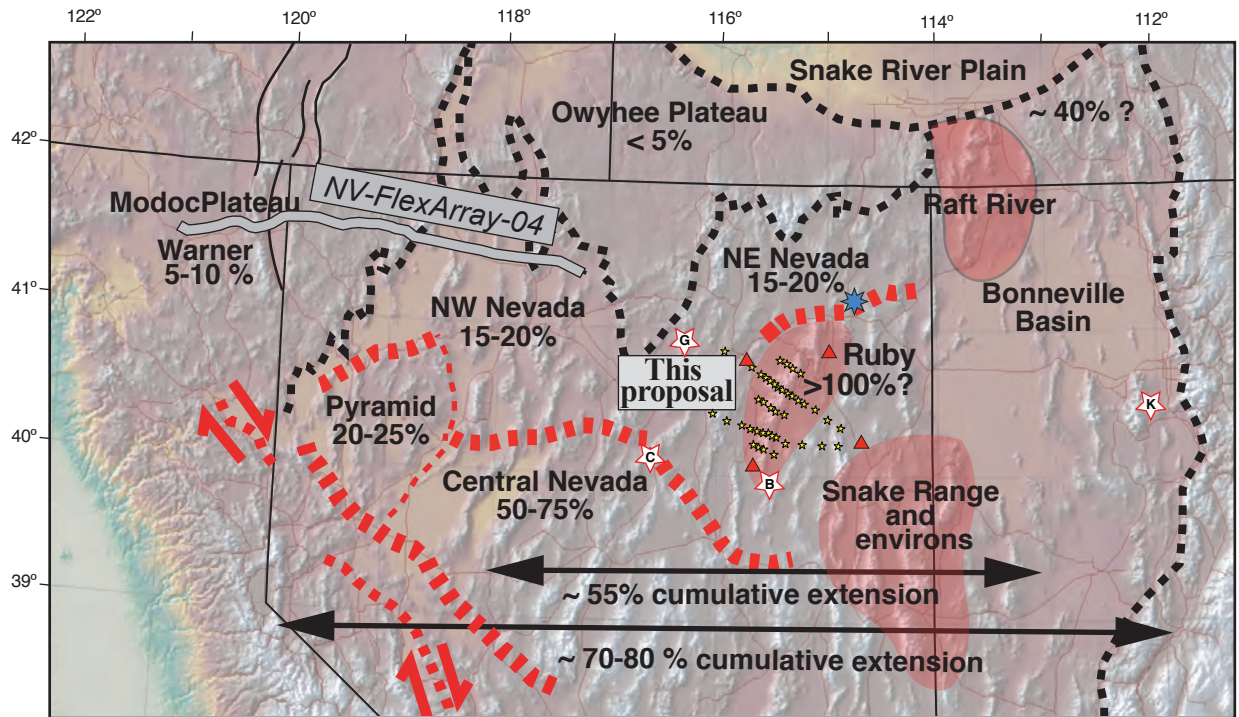 122º
120º
118º
116º
114º
112º
Snake River Plain
Owyhee Plateau
< 5%
~ 40% ?
42º
NV-FlexArray-04
ModocPlateau
Raft River
Warner
5-10 %
NE Nevada
15-20%
41º
Bonneville
Basin
NW Nevada
15-20%
G
This
proposal
Ruby
>100%?
K
Pyramid
20-25%
40º
C
Central Nevada
50-75%
B
Snake Range
and
environs
39º
~ 55% cumulative extension
~ 70-80 % cumulative extension